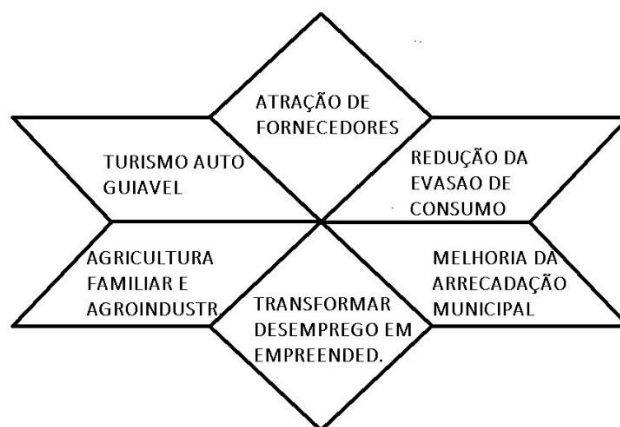 ATRAÇÃO DE
FORNECEDORES
TURISMO AUTO
GUIAVEL
REDUÇÃO DA
EVASAO DE
CONSUMO
AGRICULTURA
FAMILIAR E
AGROINDUSTR.
TRANSFORMAR
DESEMPREGO EM
EMPREENDED.
MELHORIA DA
ARRECADAÇÃO
MUNICIPAL